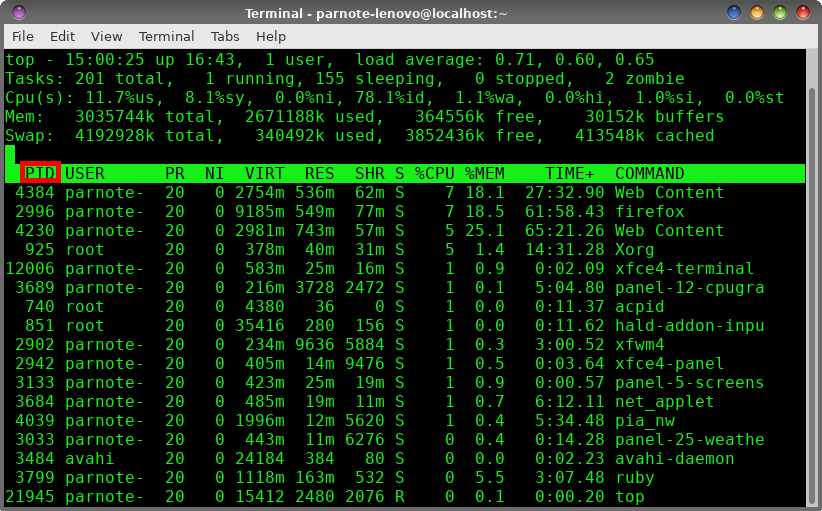 Terminal - parnote-lenovo@localhost:~
File Edit View Terminal Tabs Help
top - 15:00:25 up 16:43,  1 user,  load average: 0.71, 0.60, 0.65
Tasks: 201 total,   1 running, 155 sleeping,   0 stopped,   2 zombie
Cpu(s): 11.7%us,  8.1%sy,  0.0%ni, 78.1%id,  1.1%wa,  0.0%hi,  1.0%si,  0.0%st
Mem:   3035744k total,  2671188k used,   364556k free,    30152k buffers
Swap:  4192928k total,   340492k used,  3852436k free,   413548k cached
  PID USER      PR  NI  VIRT  RES  SHR S %CPU %MEM    TIME+  COMMAND
 4384 parnote-  20   0 2754m 536m  62m S    7 18.1  27:32.90 Web Content
 2996 parnote-  20   0 9185m 549m  77m S    7 18.5  61:58.43 firefox
 4230 parnote-  20   0 2981m 743m  57m S    5 25.1  65:21.26 Web Content
  925 root      20   0  378m  40m  31m S    5  1.4  14:31.28 Xorg
12006 parnote-  20   0  583m  25m  16m S    1  0.9   0:02.09 xfce4-terminal
 3689 parnote-  20   0  216m 3728 2472 S    1  0.1   5:04.80 panel-12-cpugra
  740 root      20   0  4380   36    0 S    1  0.0   0:11.37 acpid
  851 root      20   0 35416  280  156 S    1  0.0   0:11.62 hald-addon-inpu
 2902 parnote-  20   0  234m 9636 5884 S    1  0.3   3:00.52 xfwm4
 2942 parnote-  20   0  405m  14m 9476 S    1  0.5   0:03.64 xfce4-panel
 3133 parnote-  20   0  423m  25m  19m S    1  0.9   0:00.57 panel-5-screens
 3684 parnote-  20   0  485m  19m  11m S    1  0.7   6:12.11 net_applet
 4039 parnote-  20   0 1996m  12m 5620 S    1  0.4   5:34.48 pia_nw
 3033 parnote-  20   0  443m  11m 6276 S    0  0.4   0:14.28 panel-25-weathe
 3484 avahi     20   0 24184  384   80 S    0  0.0   0:02.23 avahi-daemon
 3799 parnote-  20   0 1118m 163m  532 S    0  5.5   3:07.48 ruby
21945 parnote-  20   0 15412 2480 2076 R    0  0.1   0:00.20 top